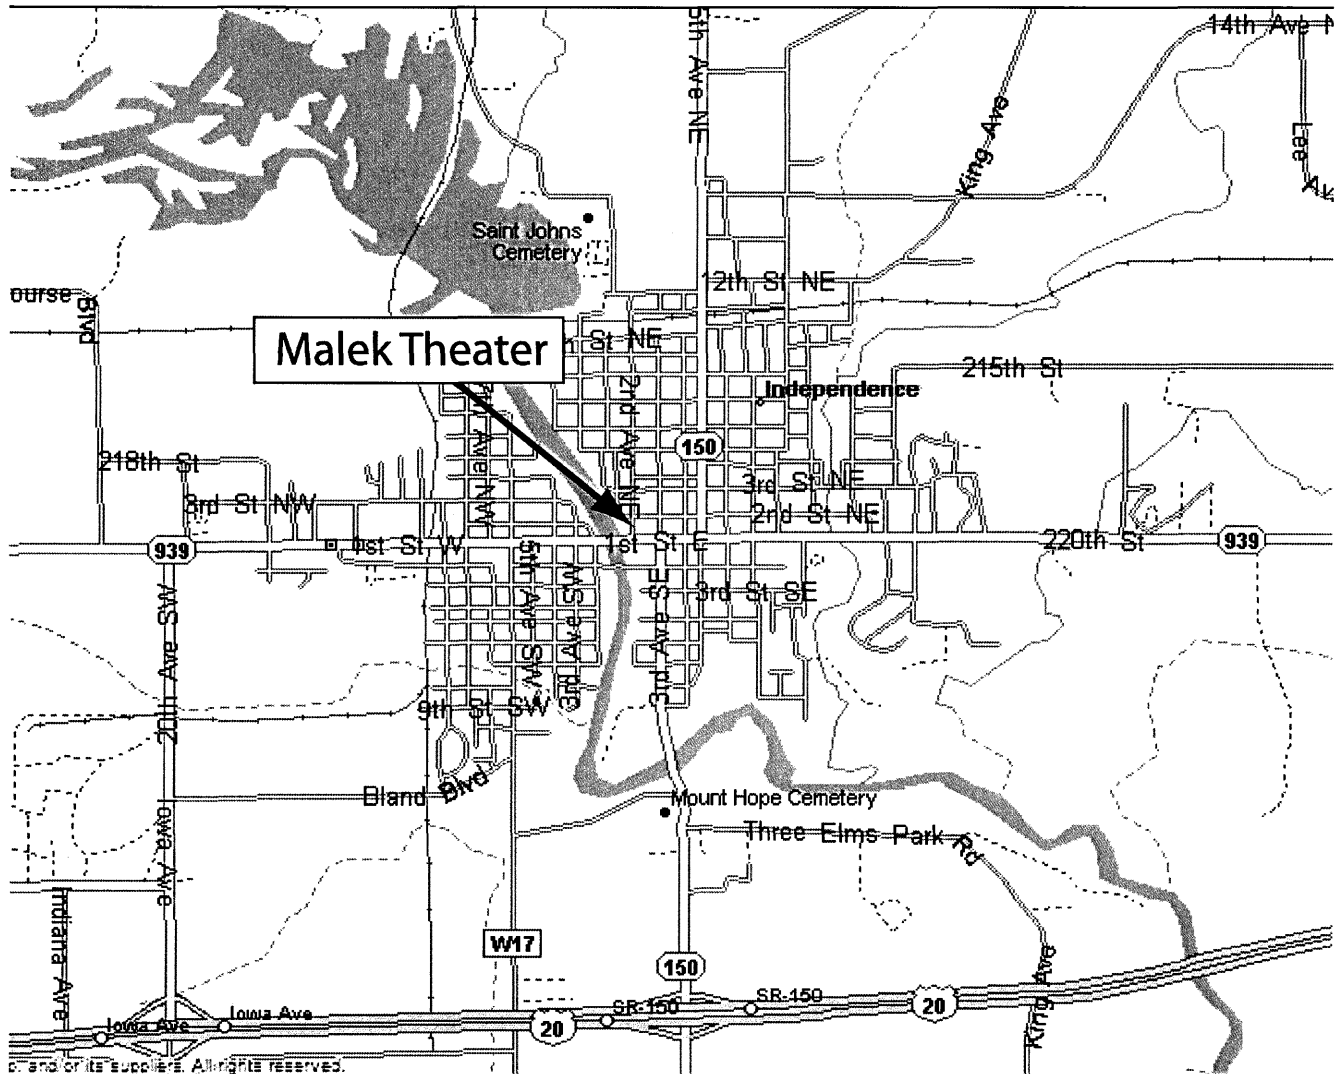 14th Ave N
5th Ave NE
King Ave
Lee
Av
Saint Johns
Cemetery
12th St NE
ourse
Blvd
Malek Theater
h St NE
215th St
Independence
2nd Ave NE
7th Ave NW
150
218th St
3rd St NW
3rd St NE
2nd St NE
939
1st St W
1st St E
220th St
939
5th Ave SW
3rd Ave SW
3rd Ave SE
3rd St SE
20th Ave SW
9th St SW
Bland Blvd
Mount Hope Cemetery
Three Elms Park Rd
Iowa Ave
Indiana Ave
W17
150
King Ave
SR-150
SR-150
20
20
Iowa Ave
Iowa Ave
p. and/or its suppliers. All rights reserved.